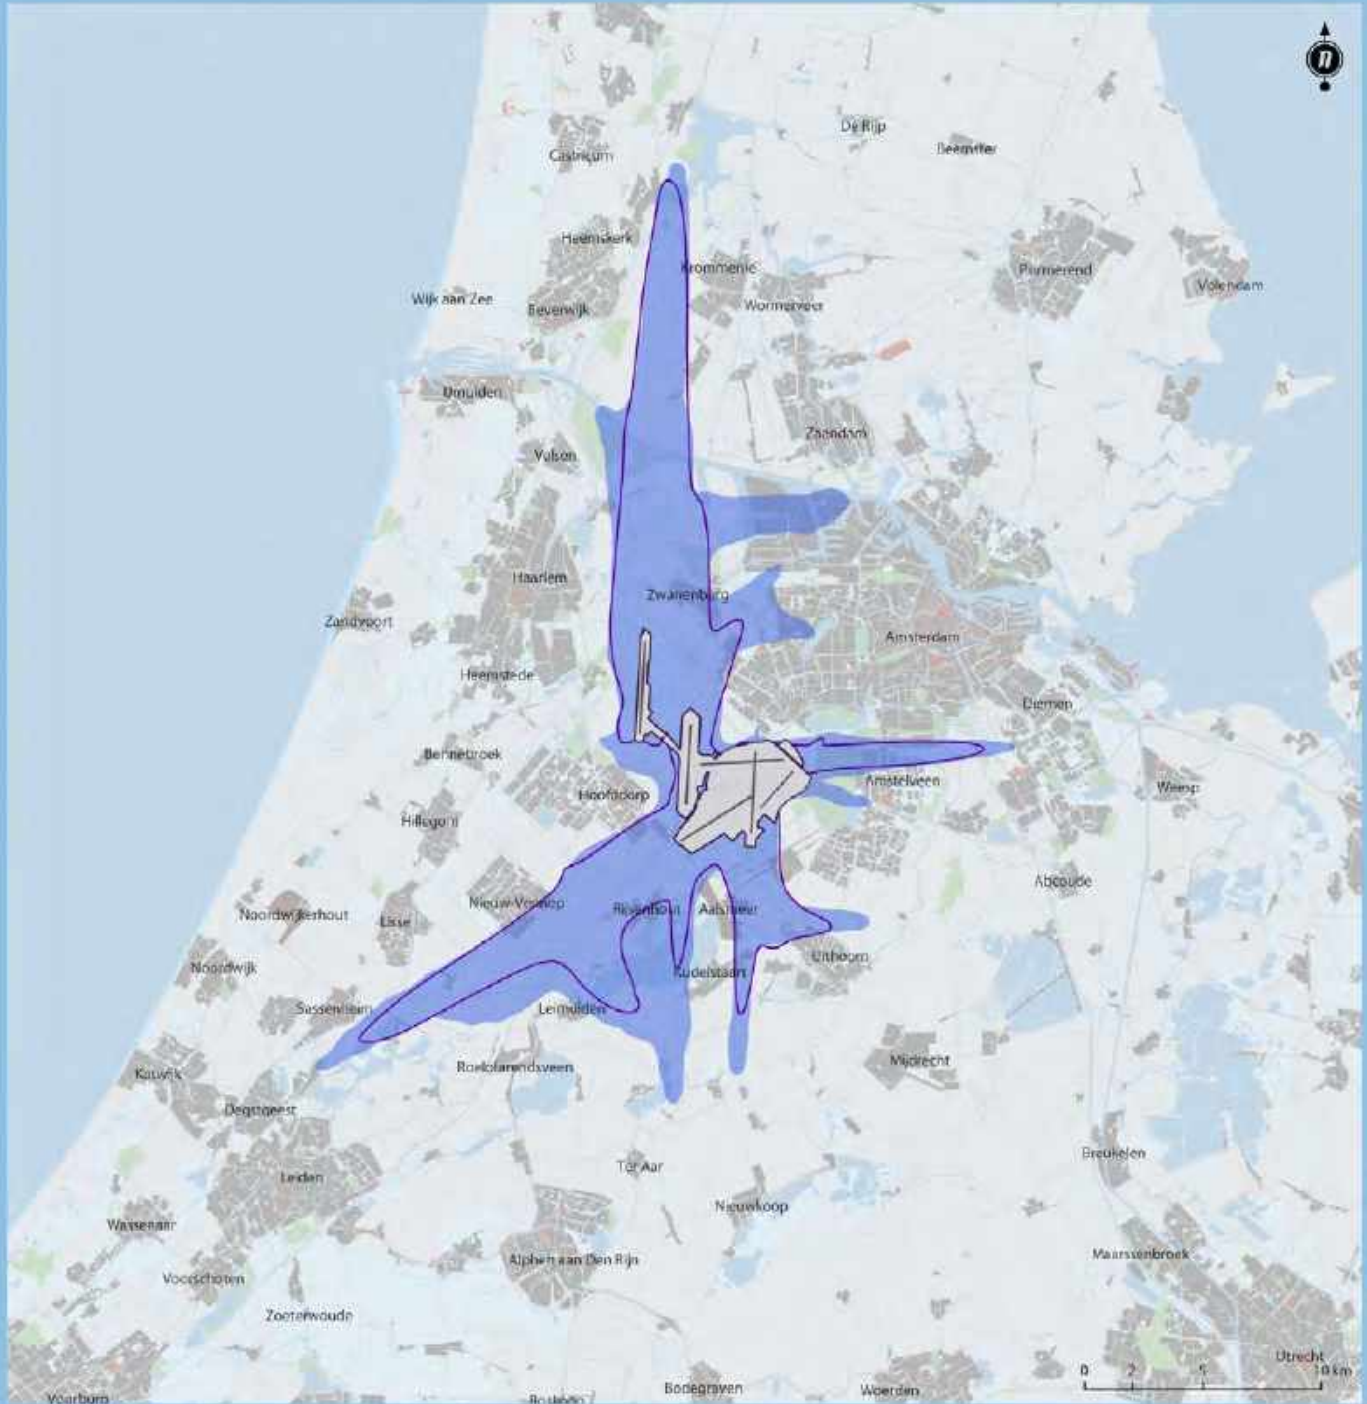 n
De Rijp
Beemster
Castricum
Heemskerk
Krommenie
Purmerend
Volendam
Wijk aan Zee
Beverwijk
Wormerveer
IJmuiden
Zaandam
Velsen
Haarlem
Zwanenburg
Zandvoort
Amsterdam
Heemstede
Diemen
Bennebroek
Amstelveen
Weesp
Hoofddorp
Hillegom
Abcoude
Nieuw-Vennep
Rijsenhout
Aalsmeer
Noordwijkerhout
Lisse
Uithoorn
Noordwijk
Kudelstaart
Sassenheim
Leimuiden
Mijdrecht
Roelofarendsveen
Katwijk
Oegstgeest
Breukelen
Ter Aar
Leiden
Nieuwkoop
Wassenaar
Maarssenbroek
Alphen aan Den Rijn
Voorschoten
Zoeterwoude
Utrecht
0 2 5 10 km
Bodegraven
Woerden
Voorburg